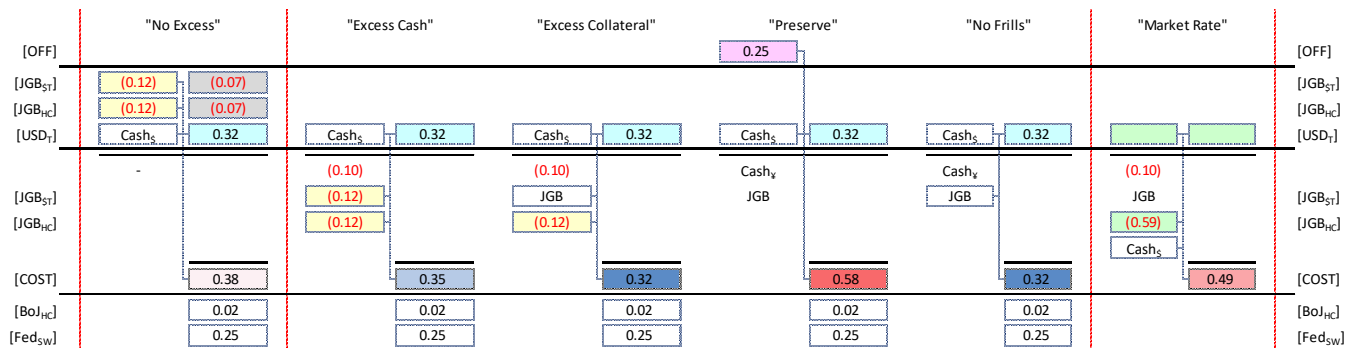 "No Excess" "Excess Cash" "Excess Collateral" "Preserve" "No Frills" "Market Rate"
[OFF] 0.25 [OFF]
[JGB$T] (0.12) (0.07) [JGB$T]
[JGBHC] (0.12) (0.07) [JGBHC]
[USDT] Cash$ 0.32 Cash$ 0.32 Cash$ 0.32 Cash$ 0.32 Cash$ 0.32 [USDT]
- (0.10) (0.10) Cash¥ Cash¥ (0.10)
[JGB$T] (0.12) JGB JGB JGB JGB [JGB$T]
[JGBHC] (0.12) (0.12) (0.59) [JGBHC]
Cash$
[COST] 0.38 0.35 0.32 0.58 0.32 0.49 [COST]
[BoJHC] 0.02 0.02 0.02 0.02 0.02 [BoJHC]
[FedSW] 0.25 0.25 0.25 0.25 0.25 [FedSW]